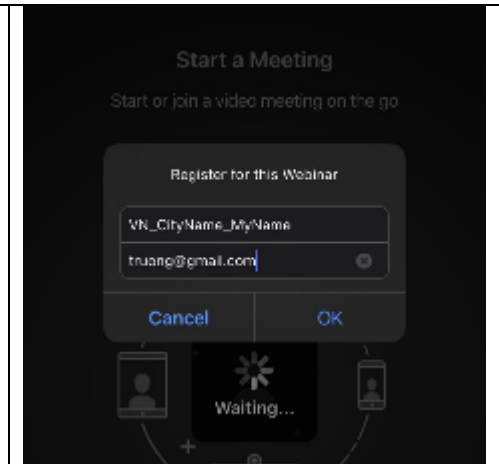 Start a Meeting
Start or join a video meeting on the go
Register for this Webinar
VN_CityName_MyName
truong@gmail.com
Cancel OK
Waiting...